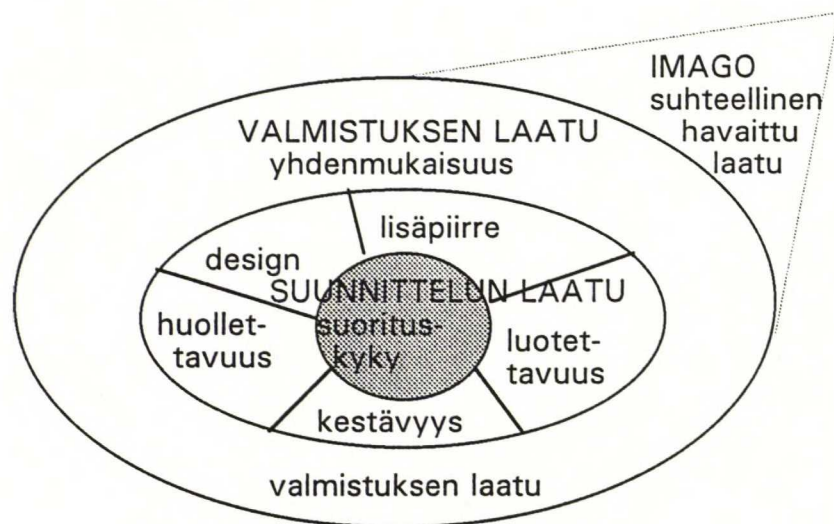 IMAGO
suhteellinen
havaittu
laatu
VALMISTUKSEN LAATU
yhdenmukaisuus
lisäpiirre
design
SUUNNITTELUN LAATU
suoritus-
kyky
huollet-
tavuus
luotet-
tavuus
kestävyys
valmistuksen laatu